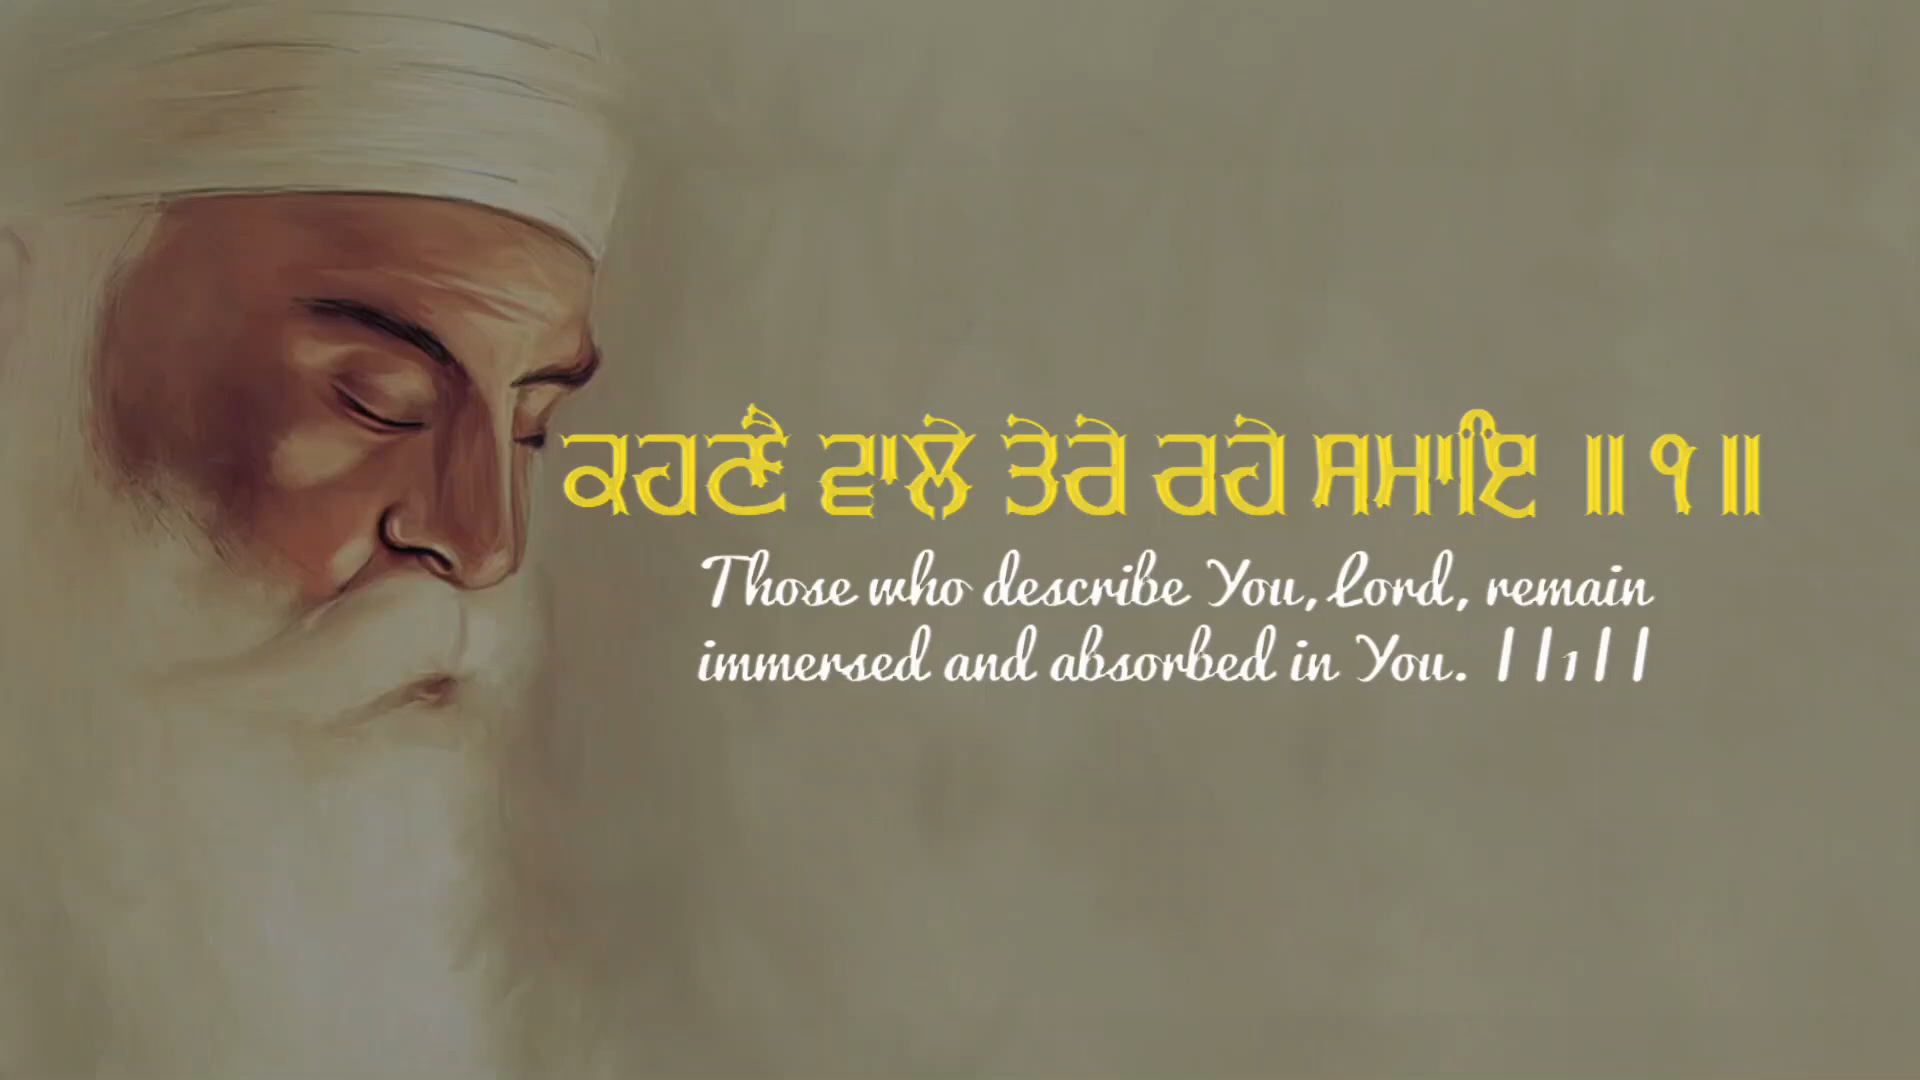 ਕਹਣੈ ਵਾਲੇ ਤੇਰੇ ਰਹੇ ਸਮਾਇ ॥੧॥
Those who describe You, Lord, remain
immersed and absorbed in You. ||1||